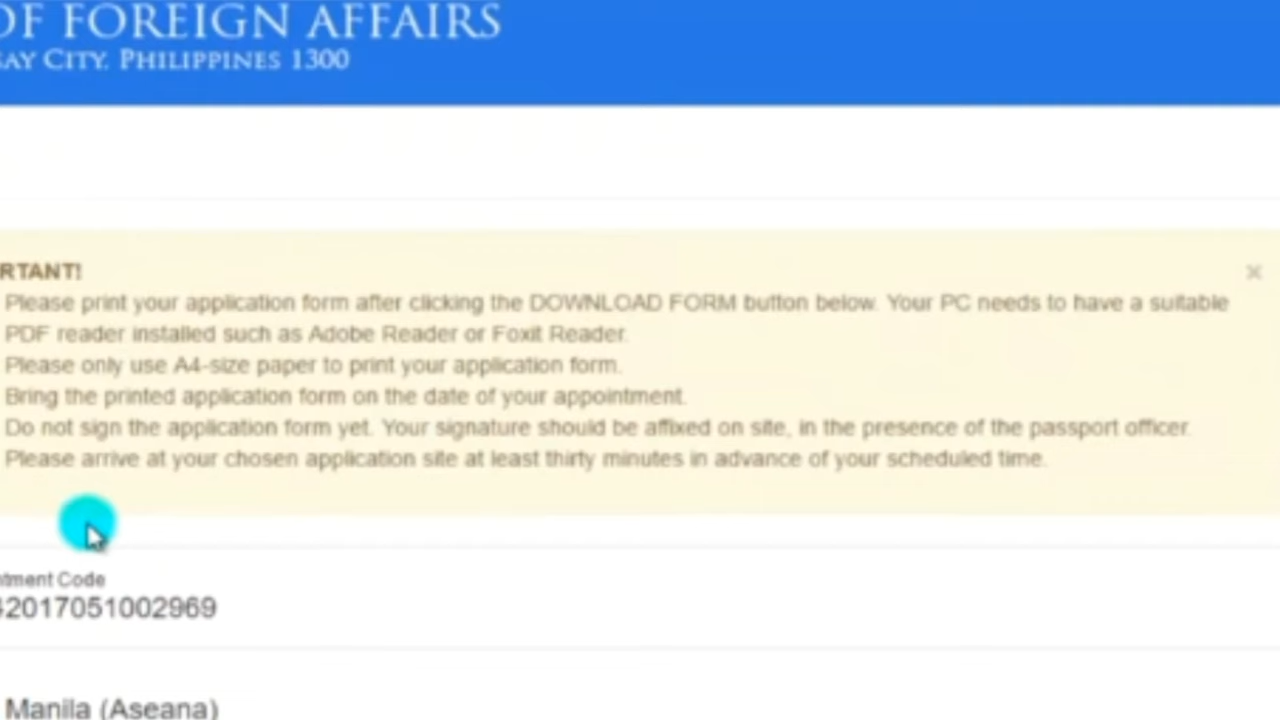 OF FOREIGN AFFAIRS
AY CITY, PHILIPPINES 1300
RTANT!
Please print your application form after clicking the DOWNLOAD FORM button below. Your PC needs to have a suitable
PDF reader installed such as Adobe Reader or Foxit Reader.
Please only use A4-size paper to print your application form.
Bring the printed application form on the date of your appointment.
Do not sign the application form yet. Your signature should be affixed on site, in the presence of the passport officer.
Please arrive at your chosen application site at least thirty minutes in advance of your scheduled time.
ntment Code
42017051002969
Manila (Aseana)